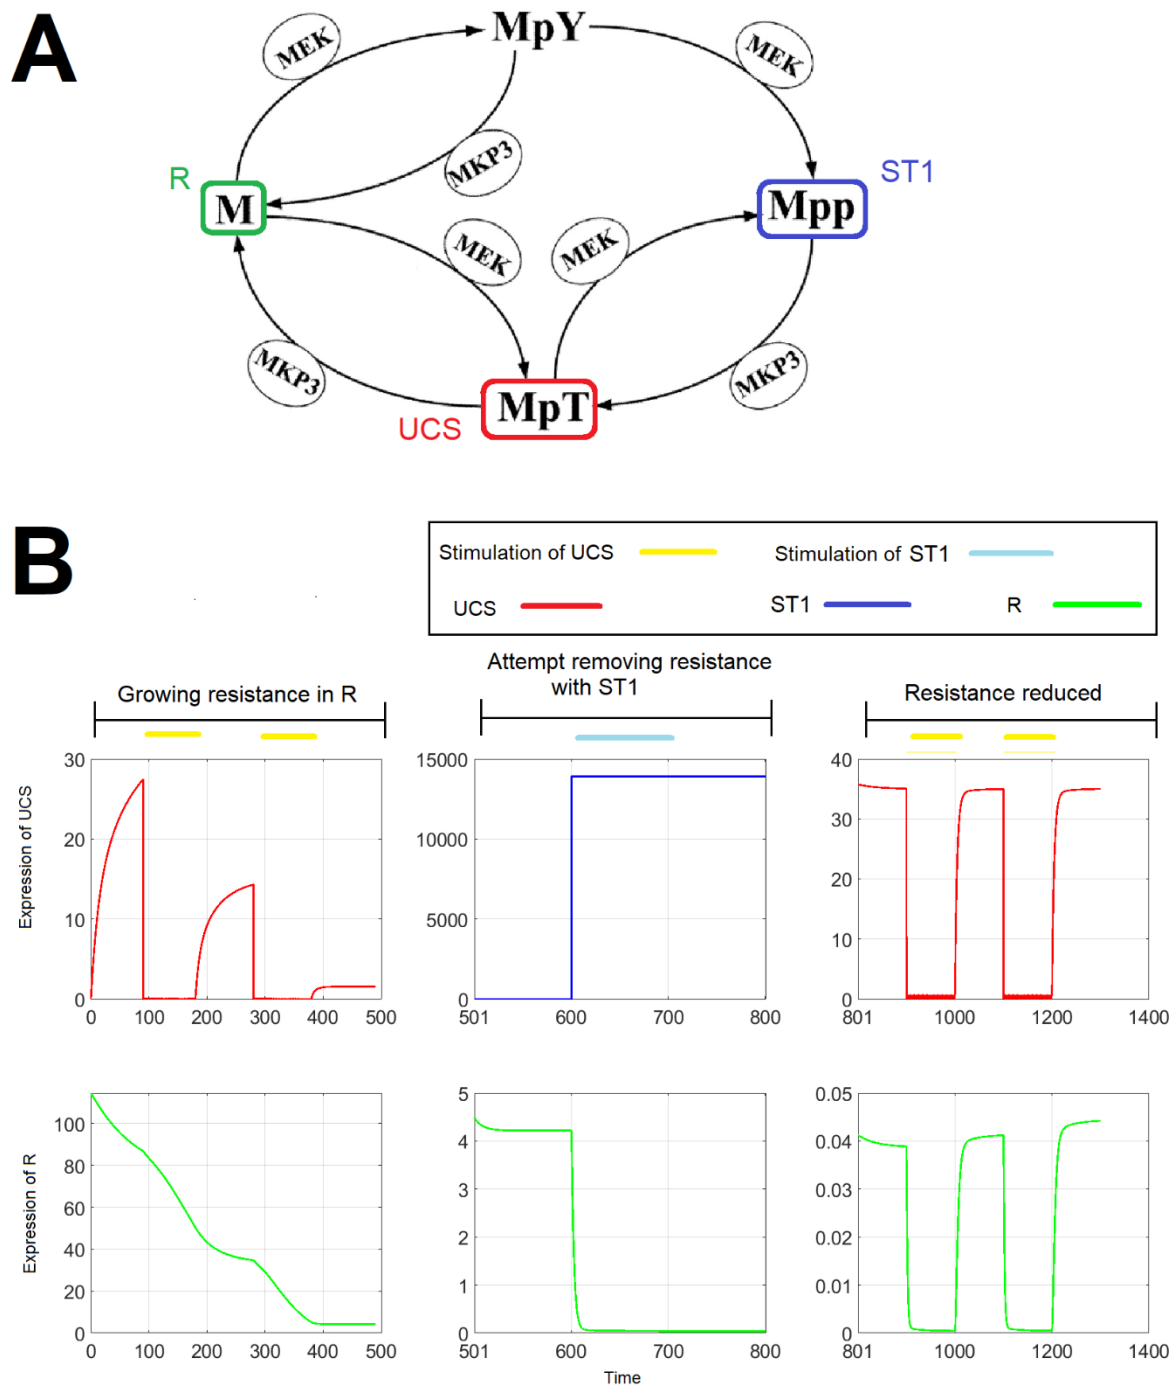 A
MpY
MEK
MEK
MKP3
R
M
ST1
Mpp
MEK
MEK
MKP3
MKP3
MpT
UCS
B
Stimulation of UCS
Stimulation of ST1
UCS
ST1
R
Growing resistance in R
Attempt removing resistance
with ST1
Resistance reduced
Expression of UCS
30
20
10
0
0 100 200 300 400 500
15000
10000
5000
0
501 600 700 800
40
30
20
10
0
801 1000 1200 1400
Expression of R
100
80
60
40
20
0
0 100 200 300 400 500
5
4
3
2
1
0
501 600 700 800
0.05
0.04
0.03
0.02
0.01
0
801 1000 1200 1400
Time